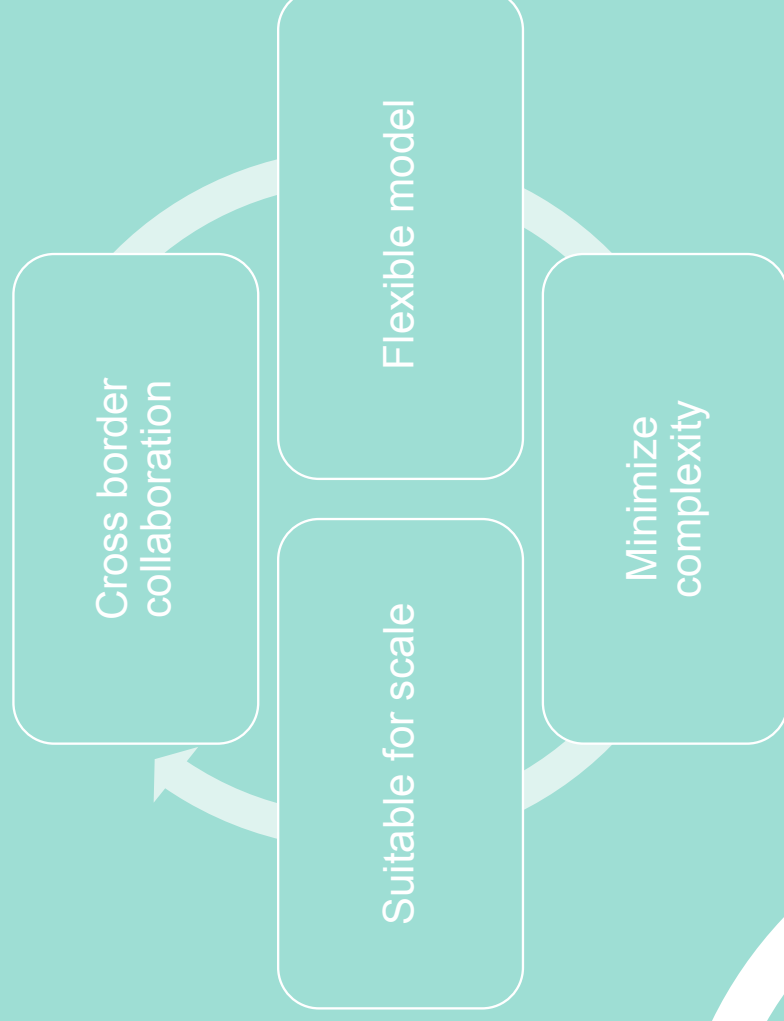 Cross border
collaboration
Flexible model
Minimize
complexity
Suitable for scale